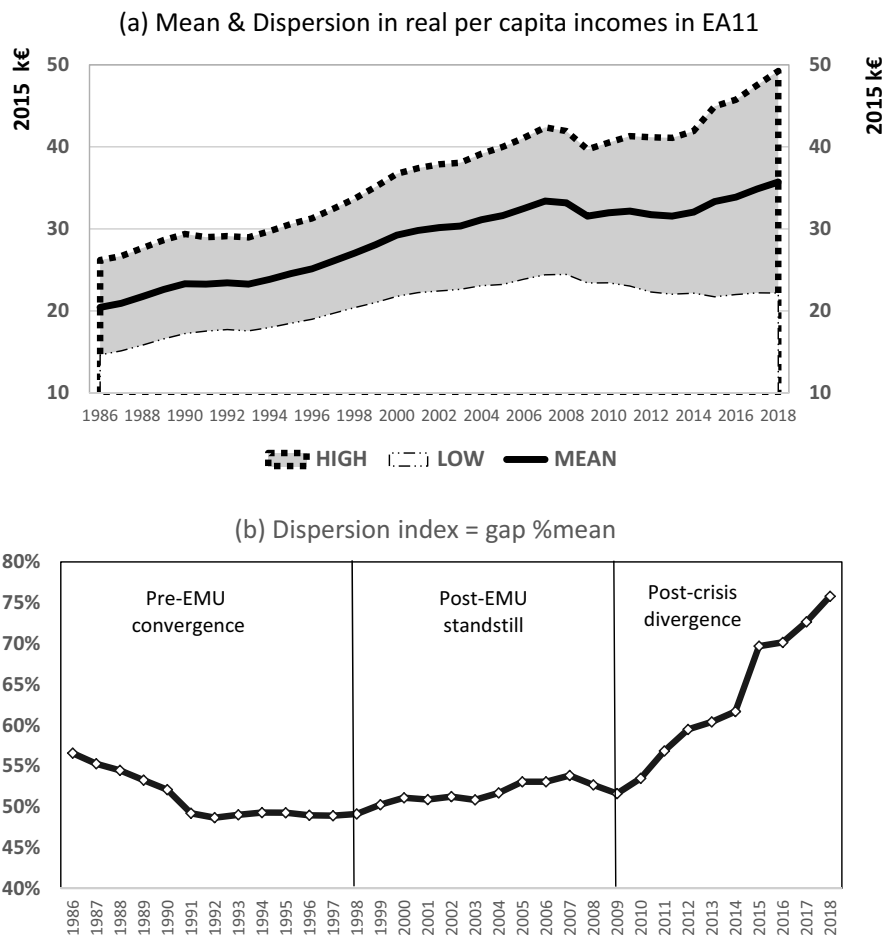 (a) Mean & Dispersion in real per capita incomes in EA11
2015 k€
2015 k€
50
50
40
40
30
30
20
20
10
10
1986 1988 1990 1992 1994 1996 1998 2000 2002 2004 2006 2008 2010 2012 2014 2016 2018
HIGH LOW MEAN
(b) Dispersion index = gap %mean
80%
75%
70%
65%
60%
55%
50%
45%
40%
Pre-EMU
convergence
Post-EMU
standstill
Post-crisis
divergence
1986 1987 1988 1989 1990 1991 1992 1993 1994 1995 1996 1997 1998 1999 2000 2001 2002 2003 2004 2005 2006 2007 2008 2009 2010 2011 2012 2013 2014 2015 2016 2017 2018